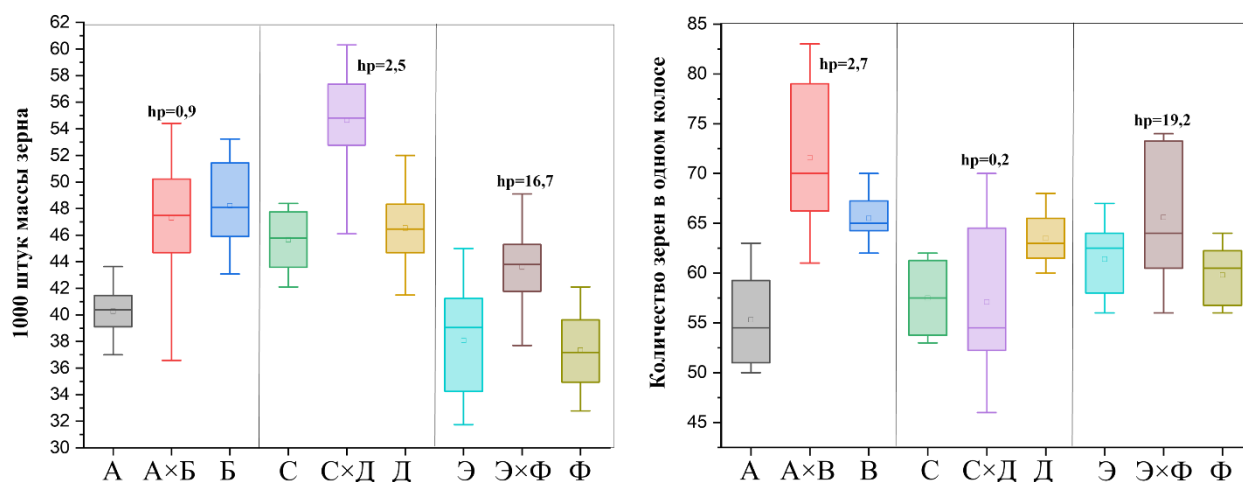 1000 штук массы зерна
62
60
58
56
54
52
50
48
46
44
42
40
38
36
34
32
30
hp=0,9
hp=2,5
hp=16,7
А А×Б Б С С×Д Д Э Э×Ф Ф
Количество зерен в одном колосе
85
80
75
70
65
60
55
50
45
hp=2,7
hp=0,2
hp=19,2
А А×В В С С×Д Д Э Э×Ф Ф